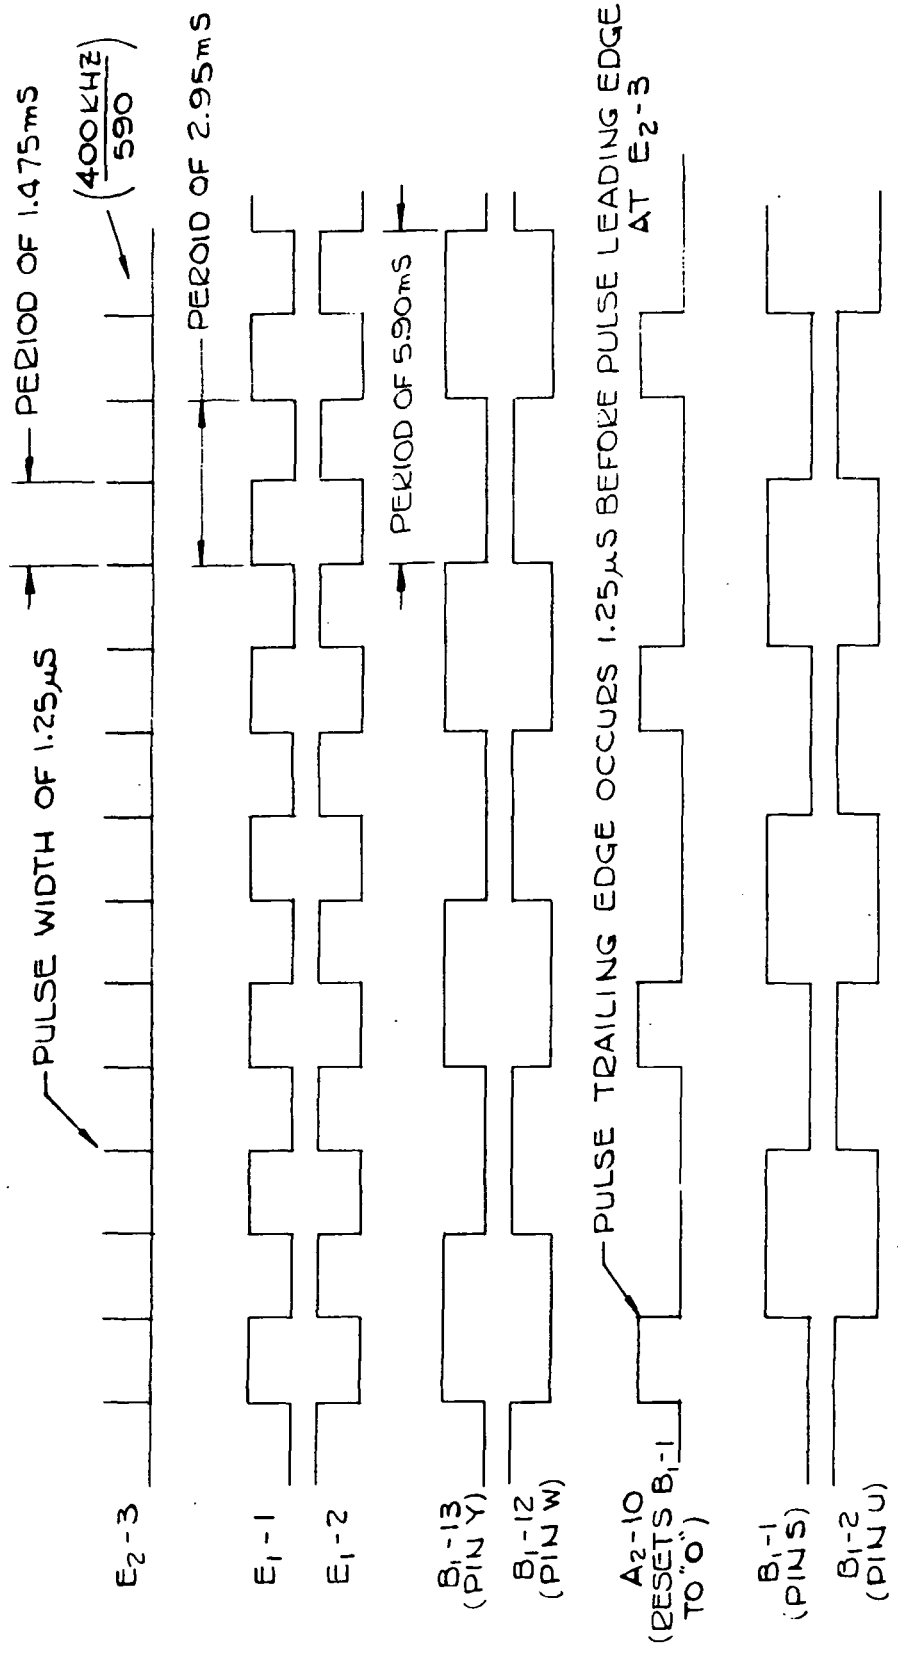 PERIOD OF 1.475mS
PULSE WIDTH OF 1.25µS
(400KHZ
590)
E2-3
PEROID OF 2.95mS
E1-1
E1-2
PERIOD OF 5.90mS
B1-13
(PIN Y)
B1-12
(PIN W)
PULSE TRAILING EDGE OCCURS 1.25µS BEFORE PULSE LEADING EDGE
AT E2-3
A2-10
(RESETS B1-1
TO "0")
B1-1
(PIN S)
B1-2
(PIN U)